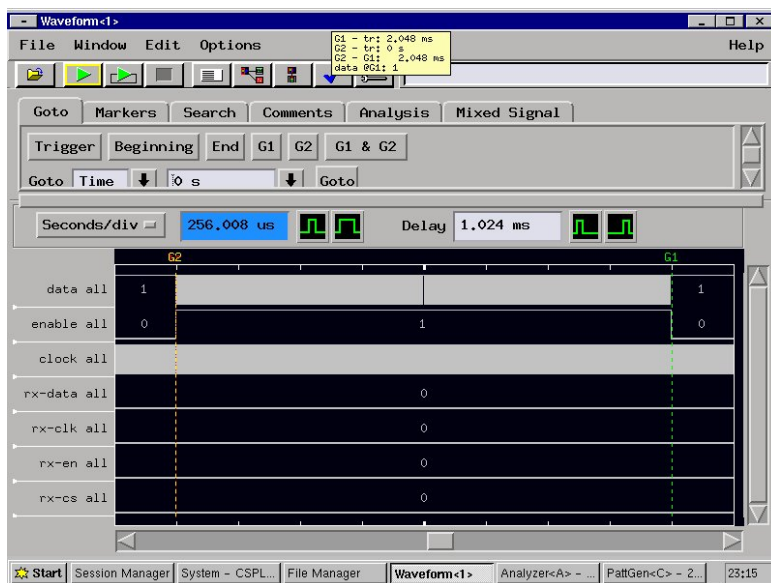 Waveform<1>
File Window Edit Options Help
G1 - tr: 2.048 ms
G2 - tr: 0 s
G2 - G1: 2.048 ms
data @G1: 1
Goto Markers Search Comments Analysis Mixed Signal
Trigger Beginning End G1 G2 G1 & G2
Goto Time 0 s Goto
Seconds/div 256.008 us Delay 1.024 ms
G2 G1
data all 1 1
enable all 0 1 0
clock all
rx-data all 0
rx-clk all 0
rx-en all 0
rx-cs all 0
Start Session Manager System - CSPL... File Manager Waveform<1> Analyzer<A> - ... PattGen<C> - 2... 23:15